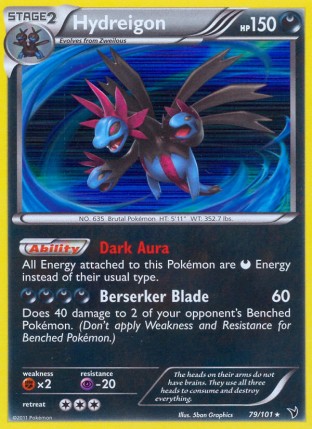 STAGE2
Hydreigon
HP150
Evolves from Zweilous
NO. 635 Brutal Pokémon. HT: 5'11" WT: 352.7 lbs.
Ability Dark Aura
All Energy attached to this Pokémon are Energy
instead of their usual type.
Berserker Blade 60
Does 40 damage to 2 of your opponent's Benched
Pokémon. (Don't apply Weakness and Resistance for
Benched Pokémon.)
weakness
×2
resistance
-20
retreat
The heads on their arms do not
have brains. They use all three
heads to consume and destroy
everything.
©2011 Pokémon
Illus. 5ban Graphics
79/101★